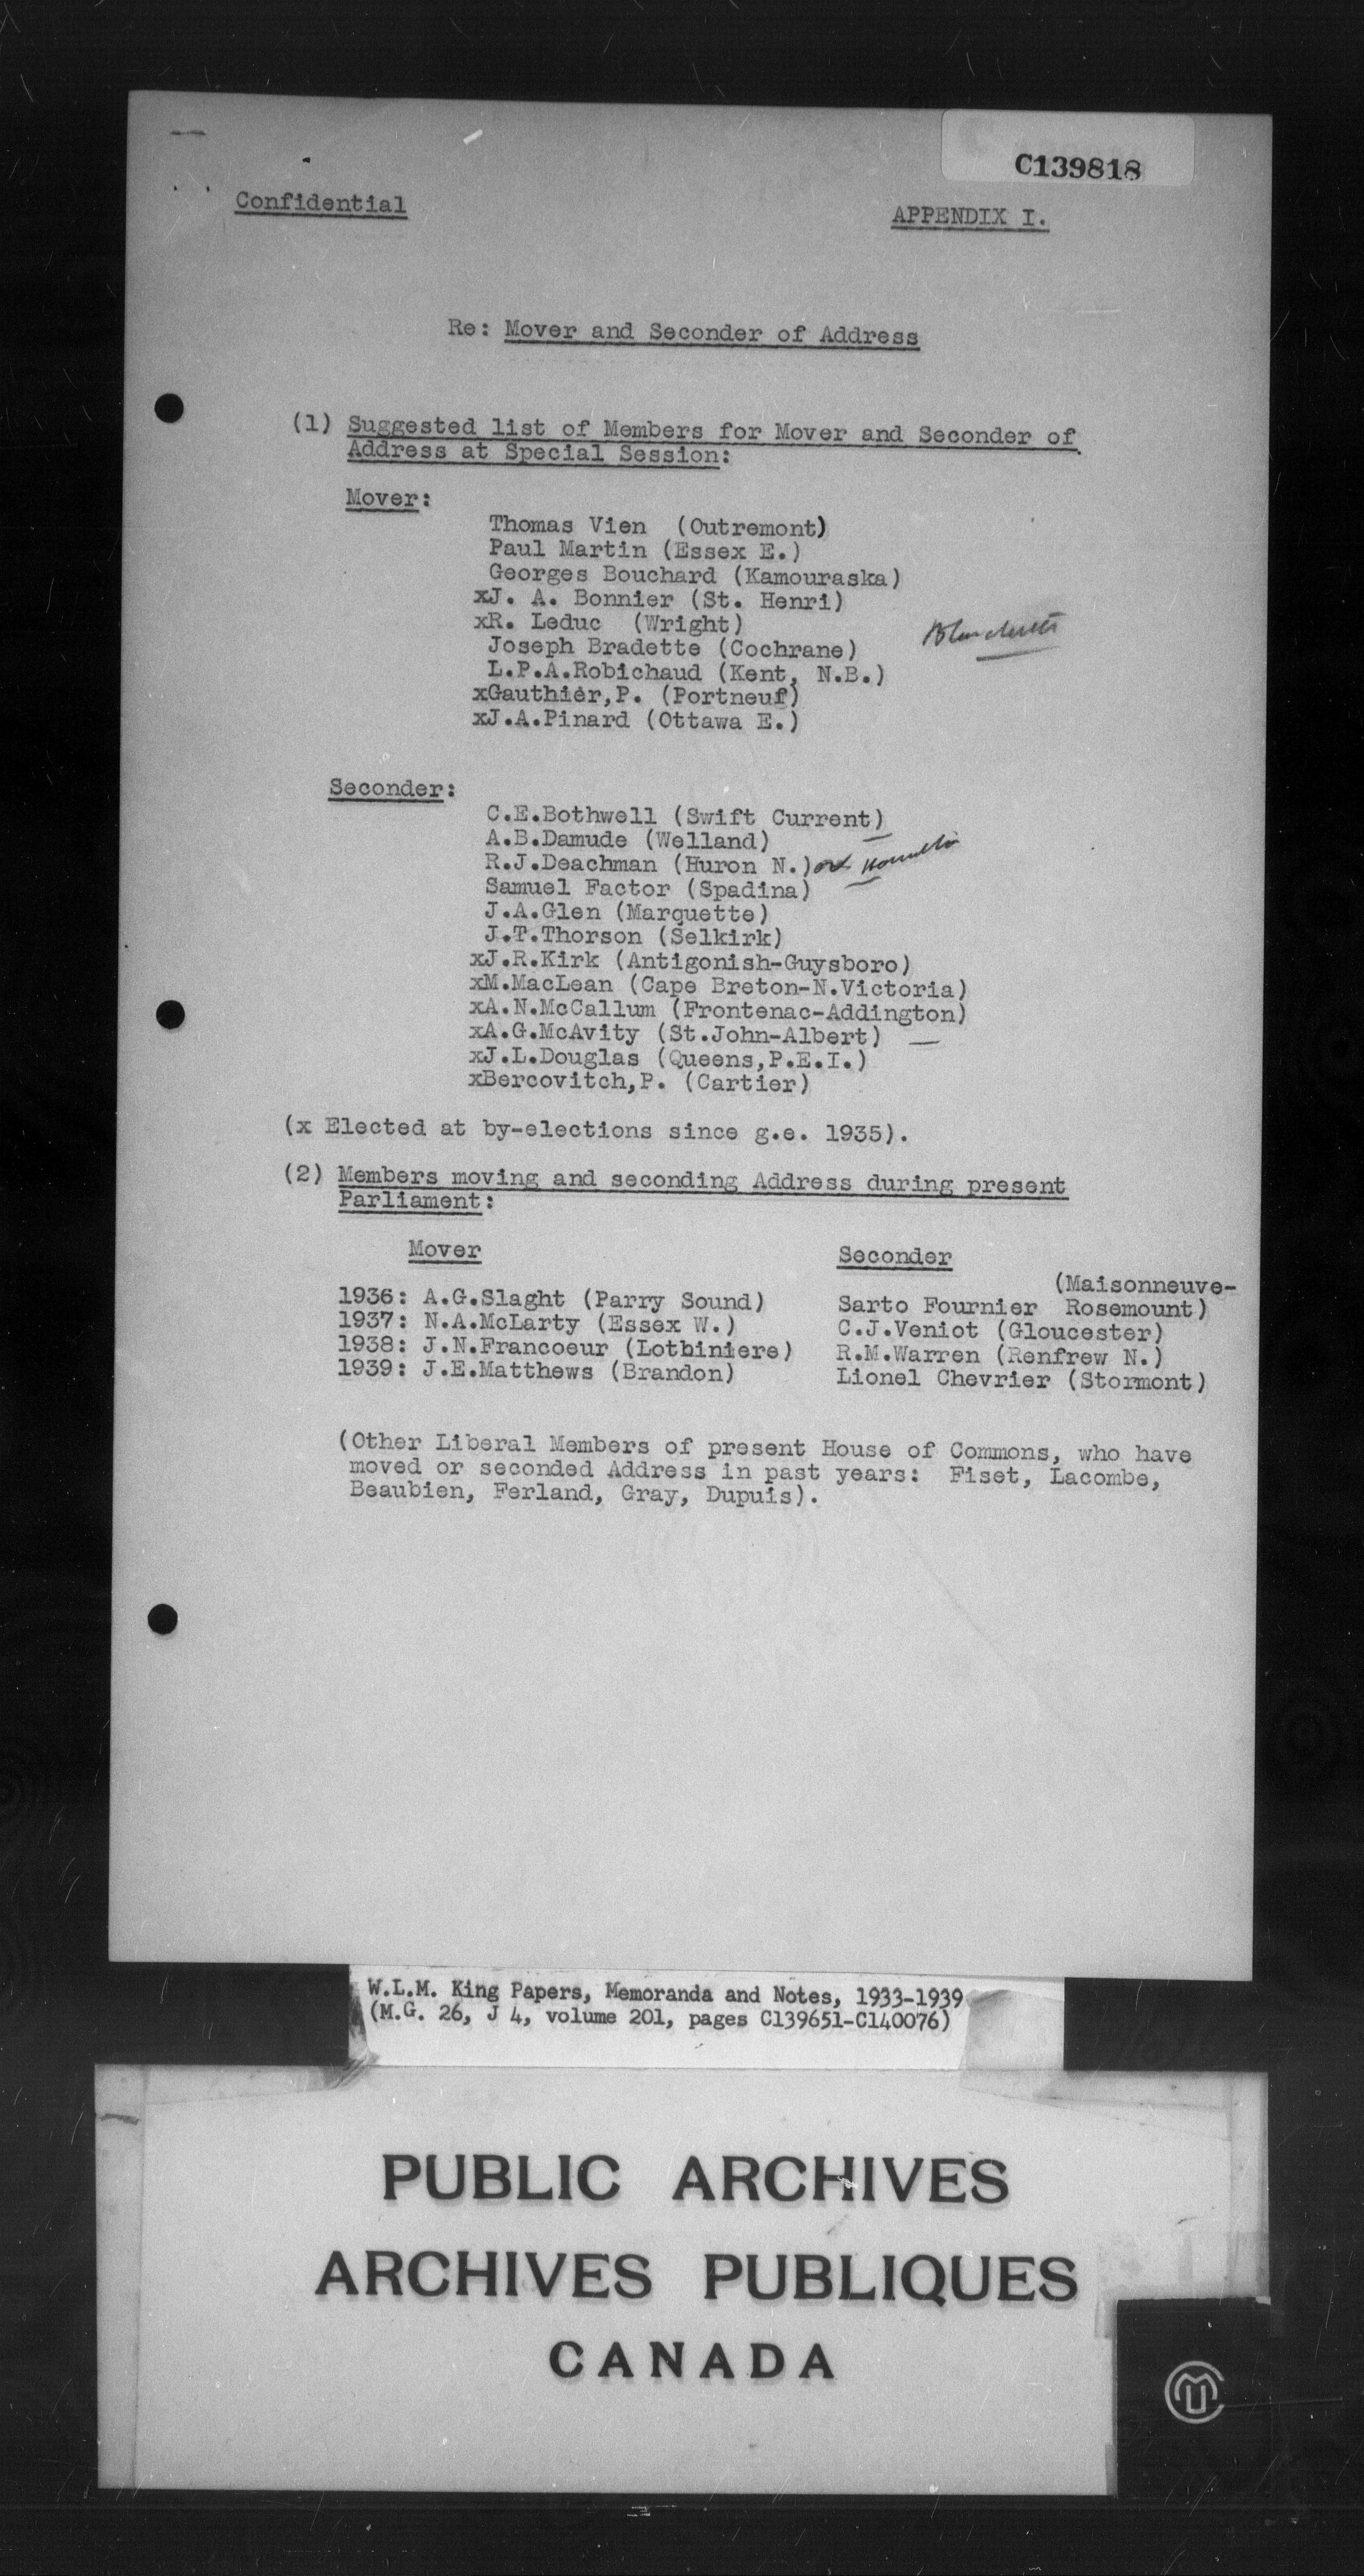 C139818
Confidential
APPENDIX I.
Re: Mover and Seconder of Address
(1) Suggested list of Members for Mover and Seconder of
Address at Special Session:
Mover:
Thomas Vien (Outremont)
Paul Martin (Essex E.)
Georges Bouchard (Kamouraska)
xJ. A. Bonnier (St. Henri)
xR. Leduc (Wright)
Blanchette
Joseph Bradette (Cochrane)
L.P.A.Robichaud (Kent, N.B.)
xGauthier,P. (Portneuf)
xJ.A.Pinard (Ottawa E.)
Seconder:
C.E.Bothwell (Swift Current)
A.B.Damude (Welland)
R.J.Deachman (Huron N.)
Samuel Factor (Spadina)
J.A.Glen (Marquette)
J.T.Thorson (Selkirk)
xJ.R.Kirk (Antigonish-Guysboro)
xM.MacLean (Cape Breton-N.Victoria)
xA.N.McCallum (Frontenac-Addington)
xA.G.McAvity (St.John-Albert) —
xJ.L.Douglas (Queens,P.E.I.)
xBercovitch,P. (Cartier)
(x Elected at by-elections since g.e. 1935).
(2) Members moving and seconding Address during present
Parliament:
Mover Seconder
(Maisonneuve-
1936: A.G.Slaght (Parry Sound) Sarto Fournier Rosemount)
1937: N.A.McLarty (Essex W.) C.J.Veniot (Gloucester)
1938: J.N.Francoeur (Lotbiniere) R.M.Warren (Renfrew N.)
1939: J.E.Matthews (Brandon) Lionel Chevrier (Stormont)
(Other Liberal Members of present House of Commons, who have
moved or seconded Address in past years: Fiset, Lacombe,
Beaubien, Ferland, Gray, Dupuis).
W.L.M. King Papers, Memoranda and Notes, 1933-1939
(M.G. 26, J 4, volume 201, pages C139651-C140076)
PUBLIC ARCHIVES
ARCHIVES PUBLIQUES
CANADA